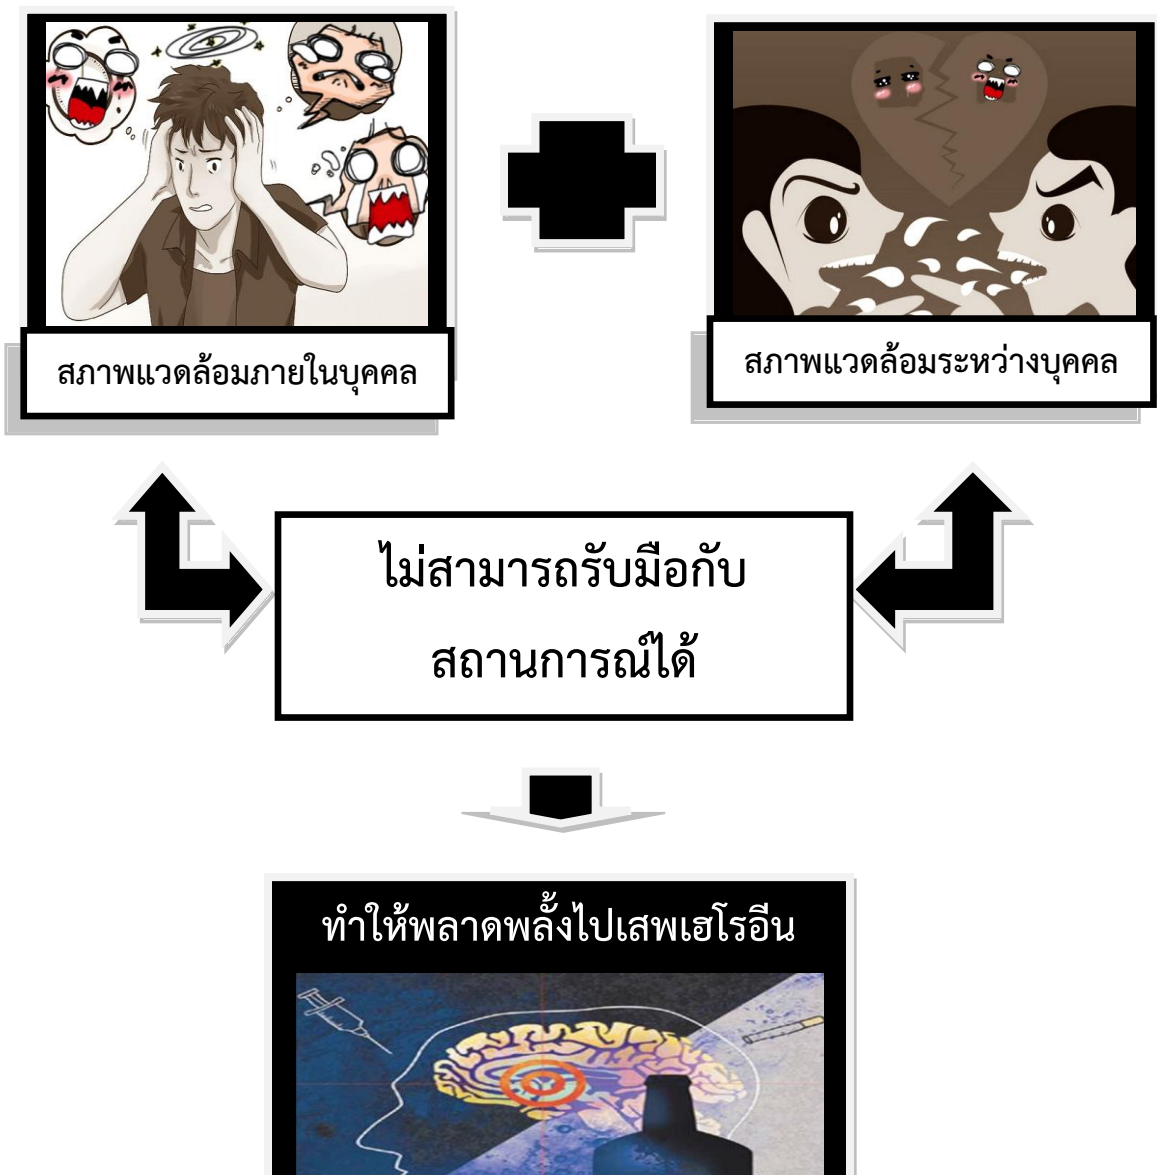 สภาพแวดล้อมภายในบุคคล
สภาพแวดล้อมระหว่างบุคคล
ไม่สามารถรับมือกับ
สถานการณ์ได้
ทำให้พลาดพลั้งไปเสพเฮโรอีน